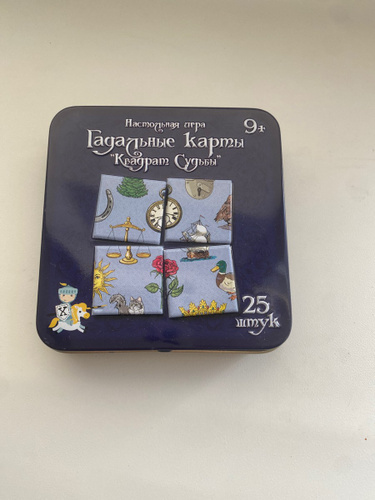 Настольная игра
9+
Гадальные карты
"Квадрат Судьбы"
25
штук